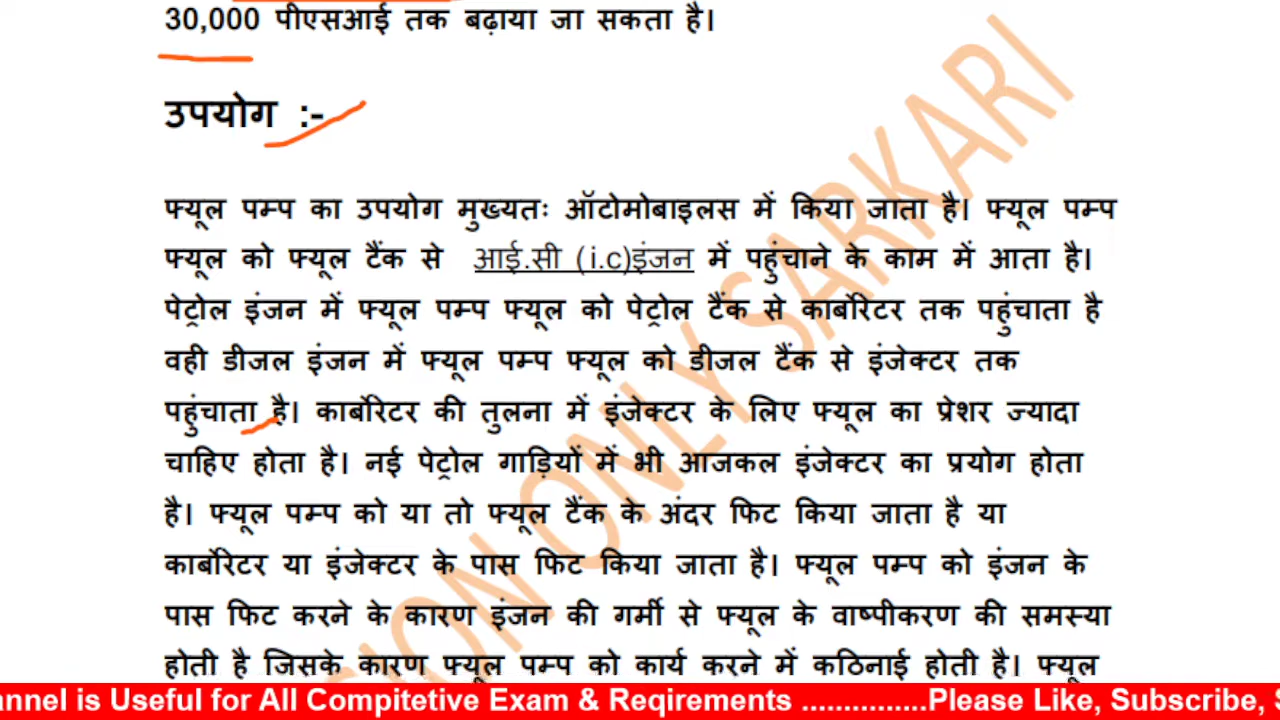 30,000 पीएसआई तक बढ़ाया जा सकता है।
उपयोग :-
फ्यूल पम्प का उपयोग मुख्यतः ऑटोमोबाइलस में किया जाता है। फ्यूल पम्प
फ्यूल को फ्यूल टैंक से आई.सी (i.c)इंजन में पहुंचाने के काम में आता है।
पेट्रोल इंजन में फ्यूल पम्प फ्यूल को पेट्रोल टैंक से कार्बोरेटर तक पहुंचाता है
वही डीजल इंजन में फ्यूल पम्प फ्यूल को डीजल टैंक से इंजेक्टर तक
पहुंचाता है। कार्बोरेटर की तुलना में इंजेक्टर के लिए फ्यूल का प्रेशर ज्यादा
चाहिए होता है। नई पेट्रोल गाड़ियों में भी आजकल इंजेक्टर का प्रयोग होता
है। फ्यूल पम्प को या तो फ्यूल टैंक के अंदर फिट किया जाता है या
कार्बोरेटर या इंजेक्टर के पास फिट किया जाता है। फ्यूल पम्प को इंजन के
पास फिट करने के कारण इंजन की गर्मी से फ्यूल के वाष्पीकरण की समस्या
होती है जिसके कारण फ्यूल पम्प को कार्य करने में कठिनाई होती है। फ्यूल
SION ONLY SARKARI
annel is Useful for All Compitetive Exam & Reqirements ...............Please Like, Subscribe, S